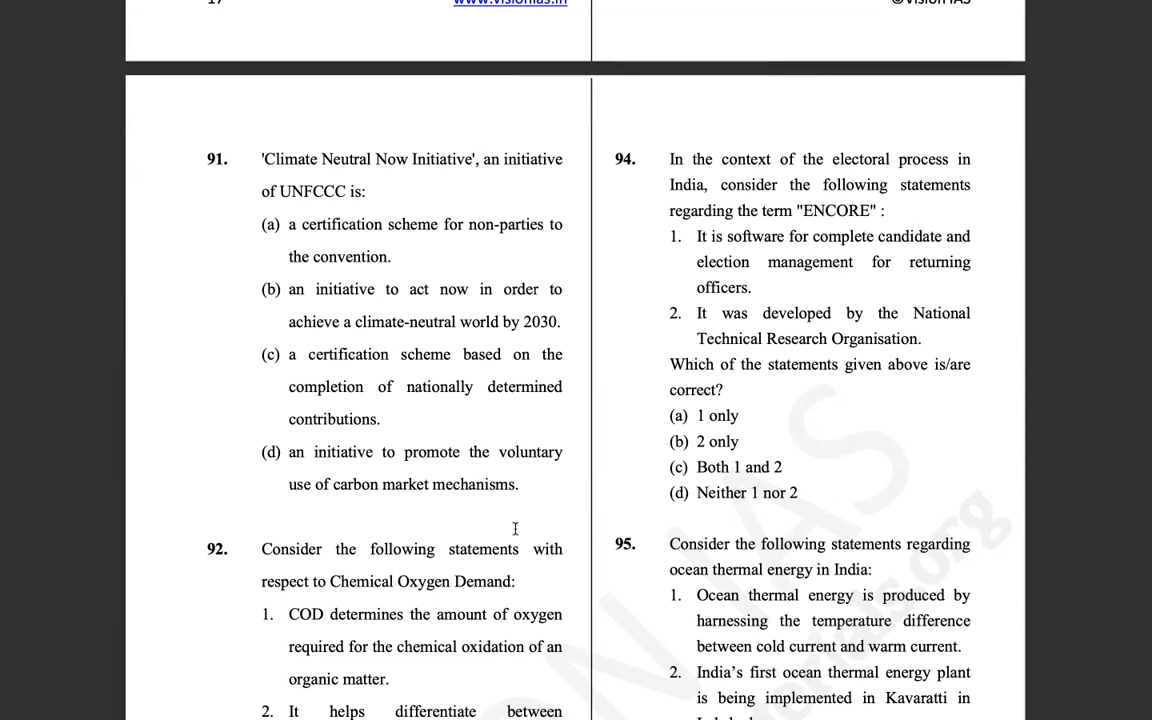 17
www.visionias.in
©Vision IAS
91. 'Climate Neutral Now Initiative', an initiative
of UNFCCC is:
(a) a certification scheme for non-parties to
the convention.
(b) an initiative to act now in order to
achieve a climate-neutral world by 2030.
(c) a certification scheme based on the
completion of nationally determined
contributions.
(d) an initiative to promote the voluntary
use of carbon market mechanisms.
92. Consider the following statements with
respect to Chemical Oxygen Demand:
1. COD determines the amount of oxygen
required for the chemical oxidation of an
organic matter.
2. It helps differentiate between
94. In the context of the electoral process in
India, consider the following statements
regarding the term "ENCORE" :
1. It is software for complete candidate and
election management for returning
officers.
2. It was developed by the National
Technical Research Organisation.
Which of the statements given above is/are
correct?
(a) 1 only
(b) 2 only
(c) Both 1 and 2
(d) Neither 1 nor 2
95. Consider the following statements regarding
ocean thermal energy in India:
1. Ocean thermal energy is produced by
harnessing the temperature difference
between cold current and warm current.
2. India's first ocean thermal energy plant
is being implemented in Kavaratti in